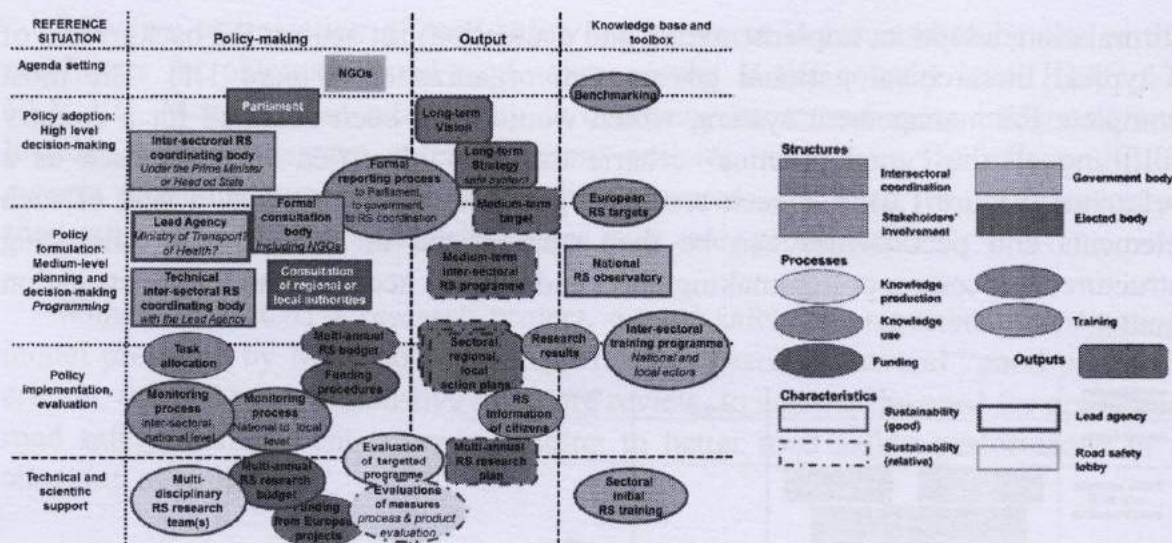 REFERENCE
SITUATION
Policy-making
Output
Knowledge base and
toolbox
Agenda setting
NGOs
Benchmarking
Policy adoption:
High level
decision-making
Parliament
Long-term
Vision
Inter-sectroral RS
coordinating body
Under the Prime Minister
or Head od State
Formal
reporting process
to Parliament,
to government,
to RS coordination
Long-term
Strategy
safe system
Medium-term
target
European
RS targets
Policy
formulation:
Medium-level
planning and
decision-making
Programming
Lead Agency
Ministry of Transport?
of Health?
Formal
consultation
body
Including NGOs
Technical
inter-sectoral RS
coordinating body
with the Lead Agency
Consultation
of regional or
local authorities
Medium-term
inter-sectoral
RS programme
National
RS observatory
Policy
implementation,
evaluation
Task
allocation
Multi-annual
RS budget
Funding
procedures
Sectoral,
regional,
local
action plans
Research
results
Inter-sectoral
training programme
National and
local ectors
Monitoring
process
inter-sectoral,
national level
Monitoring
process
National to local
level
RS
Information
of citizens
Technical and
scientific
support
Multi-
disciplinary
RS research
team(s)
Multi-annual
RS research
budget
Funding
from European
projects
Evaluation
of targetted
programme
Evaluations
of measures
process & product
evaluation
Multi-annual
RS research
plan
Sectoral
initial
RS training
Structures
Intersectoral
coordination
Government body
Stakeholders'
Involvement
Elected body
Processes
Knowledge
production
Knowledge
use
Training
Funding
Outputs
Characteristics
Sustainability
(good)
Lead agency
Sustainability
(relative)
Road safety
lobby